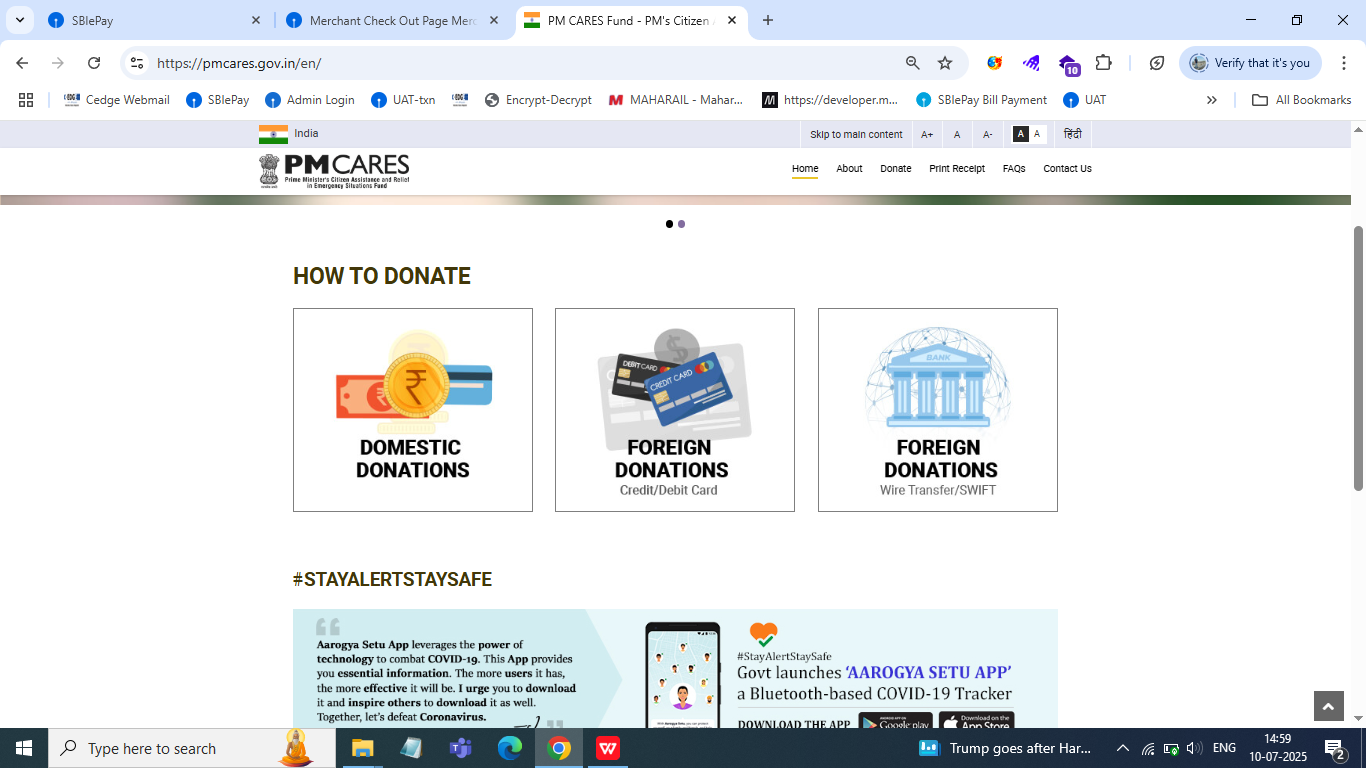 SBIePay
Merchant Check Out Page Merc
PM CARES Fund - PM's Citizen A
https://pmcares.gov.in/en/
10
Verify that it's you
Cedge Webmail
SBIePay
Admin Login
UAT-txn
Encrypt-Decrypt
MAHARAIL - Mahar...
https://developer.m...
SBIePay Bill Payment
UAT
All Bookmarks
India
Skip to main content
A+
A
A-
A
A
हिंदी
PMCARES
Prime Minister's Citizen Assistance and Relief
in Emergency Situations Fund
Home
About
Donate
Print Receipt
FAQs
Contact Us
HOW TO DONATE
DEBIT CARD
CREDIT CARD
BANK
DOMESTIC
DONATIONS
FOREIGN
DONATIONS
Credit/Debit Card
FOREIGN
DONATIONS
Wire Transfer/SWIFT
#STAYALERTSTAYSAFE
Aarogya Setu App leverages the power of
technology to combat COVID-19. This App provides
you essential information. The more users it has,
the more effective it will be. I urge you to download
it and inspire others to download it as well.
Together, let's defeat Coronavirus.
#StayAlertStaySafe
Govt launches 'AAROGYA SETU APP'
a Bluetooth-based COVID-19 Tracker
DOWNLOAD THE APP
Google play
Download on the
App Store
Type here to search
Trump goes after Har...
ENG
14:59
10-07-2025
2